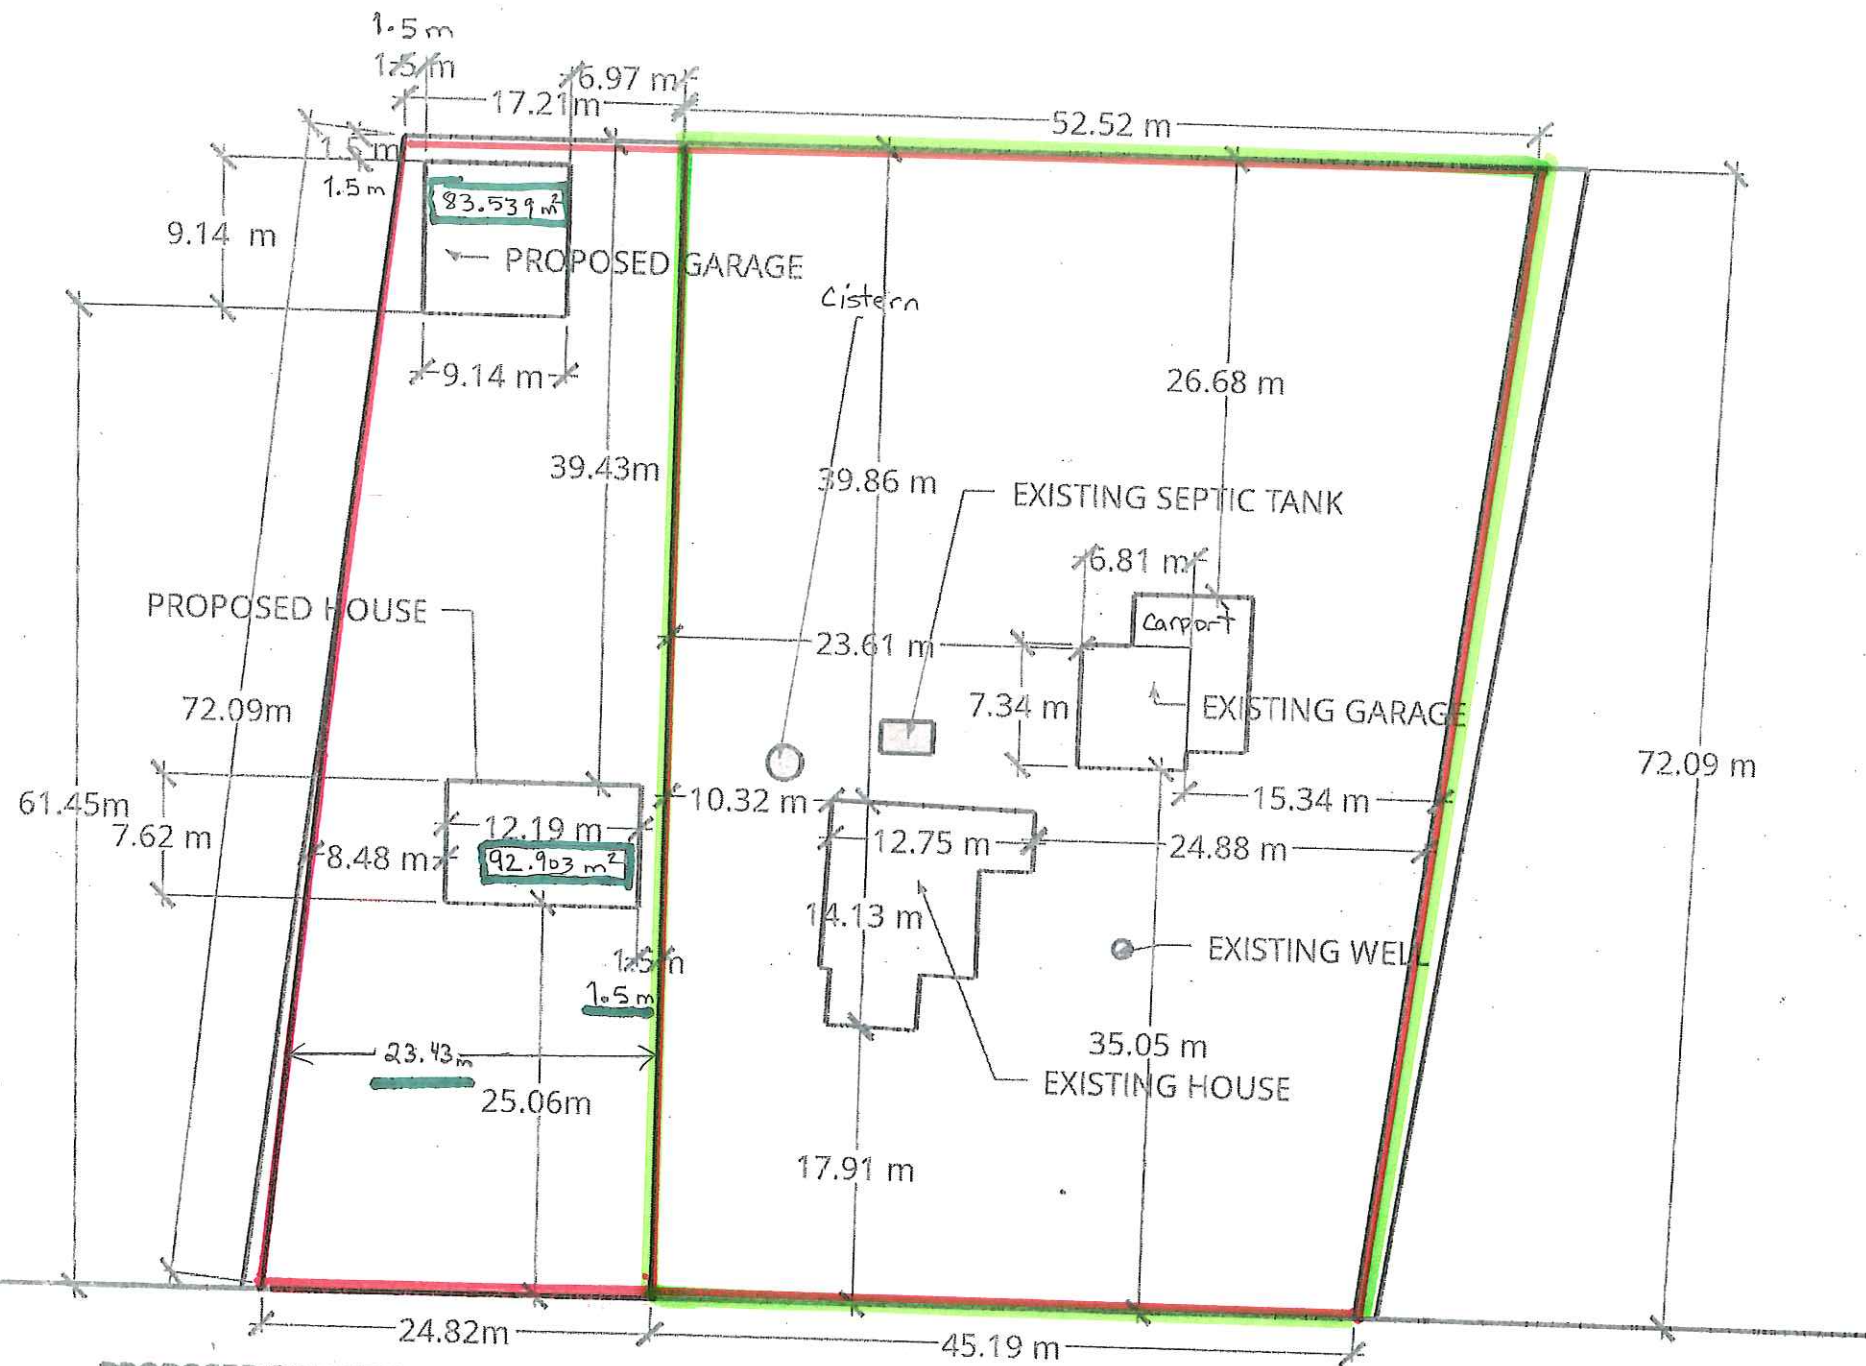 1.5 m
1.5 m
6.97 m
17.21m
52.52 m
1.5 m
1.5 m
83.539 m²
9.14 m
PROPOSED GARAGE
Cistern
9.14 m
26.68 m
39.43m
39.86 m
EXISTING SEPTIC TANK
6.81 m
PROPOSED HOUSE
Carport
23.61 m
72.09m
7.34 m
EXISTING GARAGE
72.09 m
61.45m
7.62 m
10.32 m
15.34 m
12.19 m
12.75 m
24.88 m
8.48 m
92.903 m²
14.13 m
EXISTING WELL
1.5m
1.5 m
23.43 m
35.05 m
25.06m
EXISTING HOUSE
17.91 m
24.82m
45.19 m